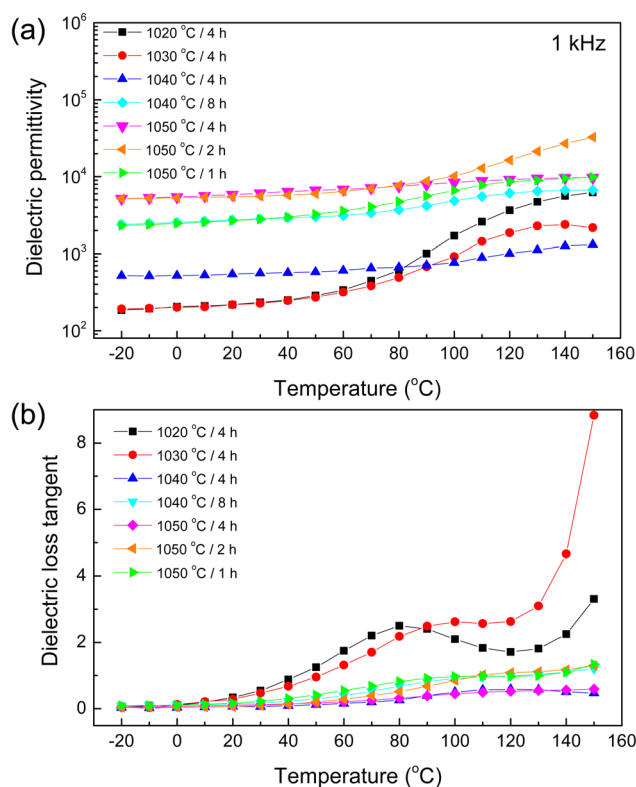 (a)
1 kHz
1020 °C / 4 h
1030 °C / 4 h
1040 °C / 4 h
1040 °C / 8 h
1050 °C / 4 h
1050 °C / 2 h
1050 °C / 1 h
Dielectric permittivity
10⁶
10⁵
10⁴
10³
10²
-20 0 20 40 60 80 100 120 140 160
Temperature (°C)
(b)
1020 °C / 4 h
1030 °C / 4 h
1040 °C / 4 h
1040 °C / 8 h
1050 °C / 4 h
1050 °C / 2 h
1050 °C / 1 h
Dielectric loss tangent
8
6
4
2
0
-20 0 20 40 60 80 100 120 140 160
Temperature (°C)